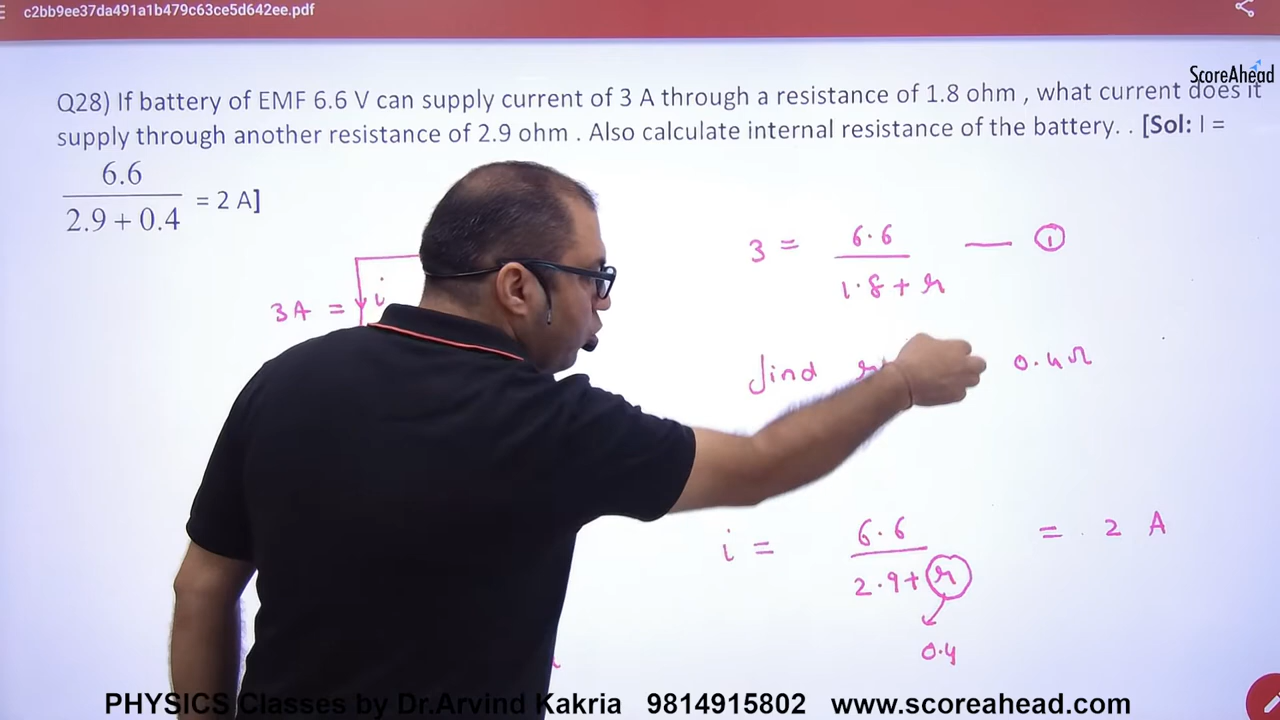 c2bb9ee37da491a1b479c63ce5d642ee.pdf
ScoreAhead
Q28) If battery of EMF 6.6 V can supply current of 3 A through a resistance of 1.8 ohm , what current does it
supply through another resistance of 2.9 ohm . Also calculate internal resistance of the battery. . [Sol: I =
6.6
2.9 + 0.4
= 2 A]
3 = 6.6 — 1
1.8 + r
3A = i
find r 0.4Ω
i = 6.6 = 2 A
2.9 + r
0.4
PHYSICS Classes by Dr.Arvind Kakria 9814915802 www.scoreahead.com